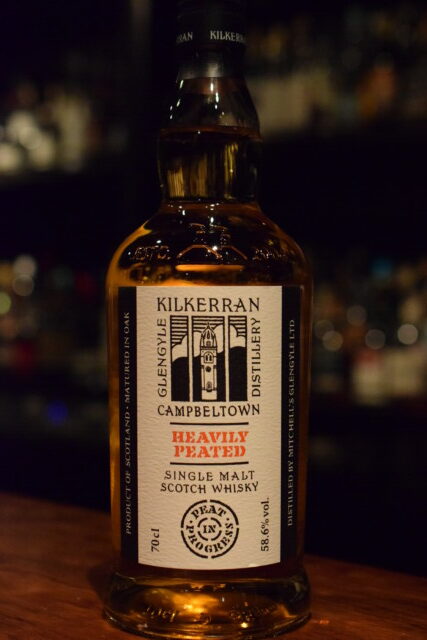 KILKERRAN
KILKERRAN
GLENGYLE
DISTILLERY
CAMPBELTOWN
HEAVILY
PEATED
SINGLE MALT
SCOTCH WHISKY
PEAT
IN
PROGRESS
70cl
58.6% vol.
PRODUCT OF SCOTLAND • MATURED IN OAK
DISTILLED BY MITCHELL'S GLENGYLE LTD